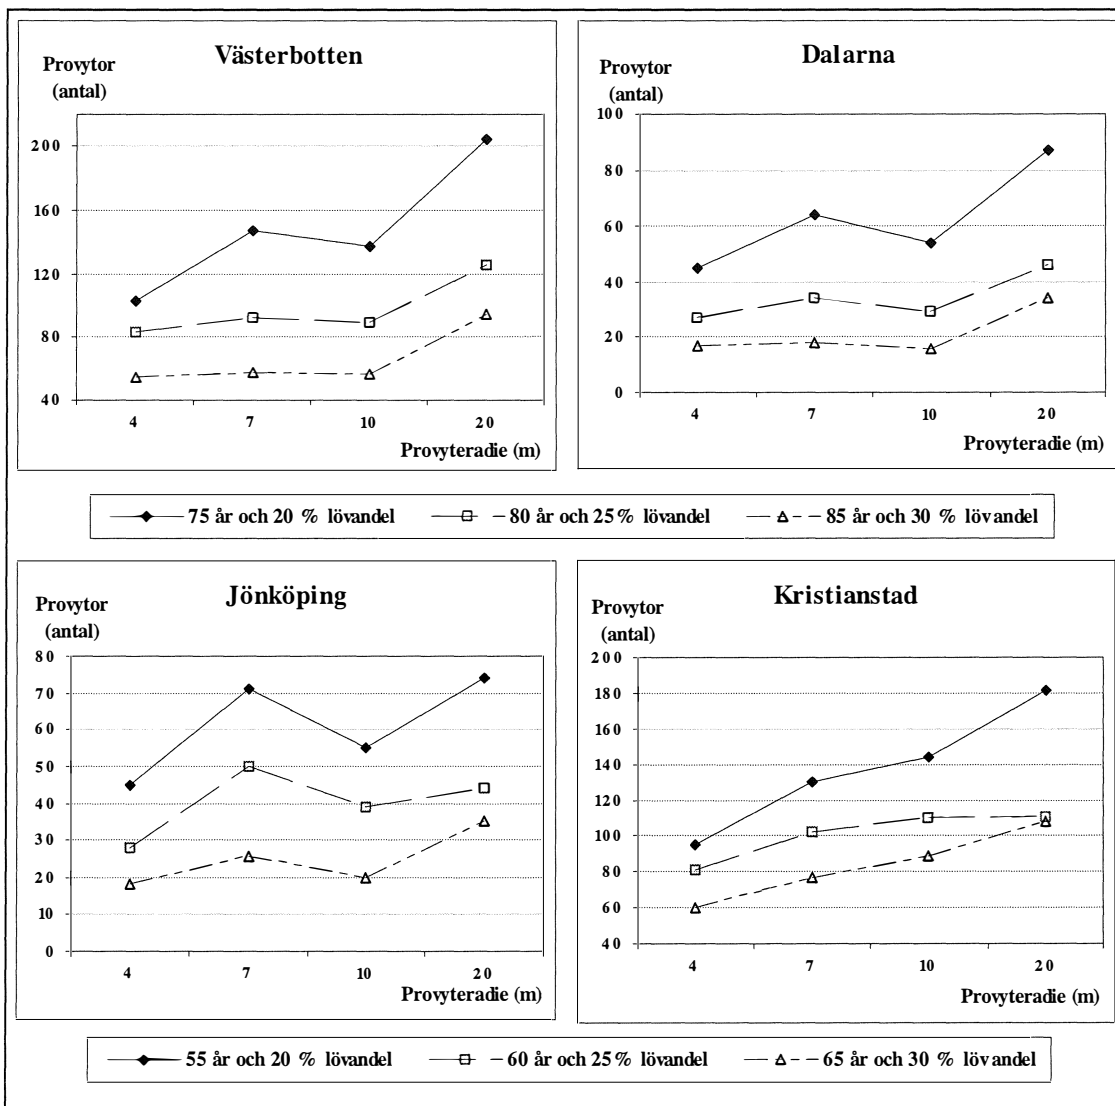 Västerbotten
Provytor
(antal)
200
160
120
80
40
4 7 10 20
Provyteradie (m)
Dalarna
Provytor
(antal)
100
80
60
40
20
0
4 7 10 20
Provyteradie (m)
75 år och 20 % lövandel 80 år och 25% lövandel 85 år och 30 % lövandel
Jönköping
Provytor
(antal)
80
70
60
50
40
30
20
10
0
4 7 10 20
Provyteradie (m)
Kristianstad
Provytor
(antal)
200
180
160
140
120
100
80
60
40
4 7 10 20
Provyteradie (m)
55 år och 20 % lövandel 60 år och 25% lövandel 65 år och 30 % lövandel